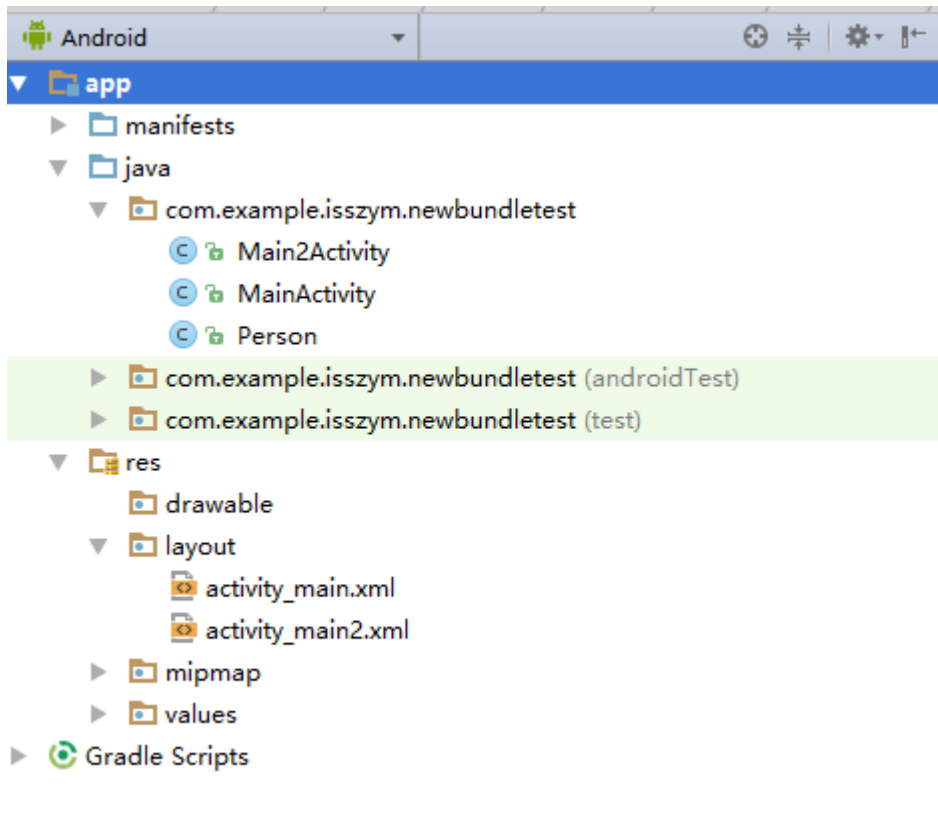 Android
app
manifests
java
com.example.isszym.newbundletest
Main2Activity
MainActivity
Person
com.example.isszym.newbundletest (androidTest)
com.example.isszym.newbundletest (test)
res
drawable
layout
activity_main.xml
activity_main2.xml
mipmap
values
Gradle Scripts